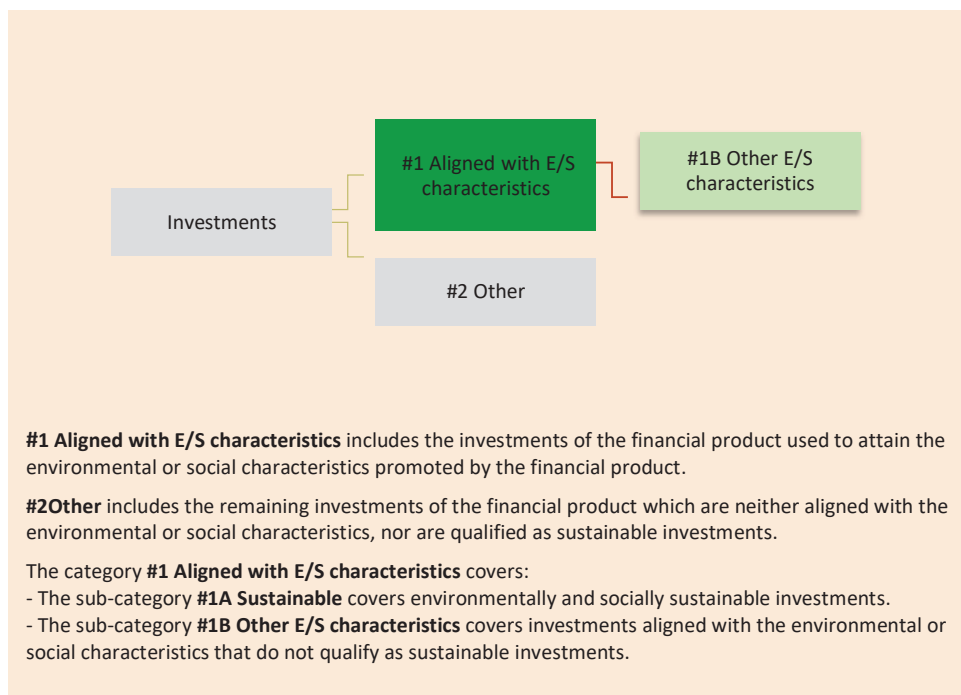 #1 Aligned with E/S
characteristics
#1B Other E/S
characteristics
Investments
#2 Other
#1 Aligned with E/S characteristics includes the investments of the financial product used to attain the
environmental or social characteristics promoted by the financial product.
#2Other includes the remaining investments of the financial product which are neither aligned with the
environmental or social characteristics, nor are qualified as sustainable investments.
The category #1 Aligned with E/S characteristics covers:
- The sub-category #1A Sustainable covers environmentally and socially sustainable investments.
- The sub-category #1B Other E/S characteristics covers investments aligned with the environmental or
social characteristics that do not qualify as sustainable investments.